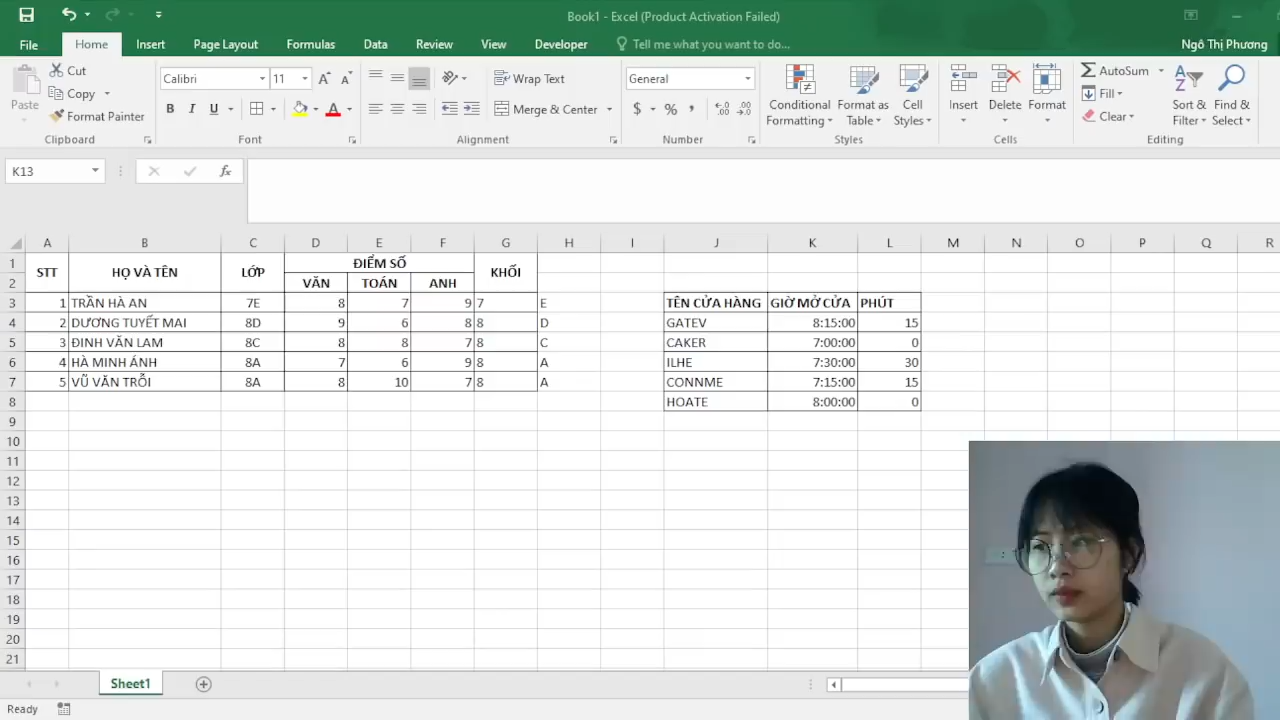 Book1 - Excel (Product Activation Failed)
File Home Insert Page Layout Formulas Data Review View Developer Tell me what you want to do... Ngô Thị Phương
Paste Cut Copy Format Painter Clipboard
Calibri 11 B I U Font
Wrap Text Merge & Center Alignment
General $ % , Number
Conditional Formatting Format as Table Cell Styles Styles
Insert Delete Format Cells
AutoSum Fill Clear Sort & Filter Find & Select Editing
K13 fx
A B C D E F G H I J K L M N O P Q R
1 STT HỌ VÀ TÊN LỚP ĐIỂM SỐ KHỐI
2 VĂN TOÁN ANH
3 1 TRẦN HÀ AN 7E 8 7 9 7 E TÊN CỬA HÀNG GIỜ MỞ CỬA PHÚT
4 2 DƯƠNG TUYẾT MAI 8D 9 6 8 8 D GATEV 8:15:00 15
5 3 ĐINH VĂN LAM 8C 8 8 7 8 C CAKER 7:00:00 0
6 4 HÀ MINH ÁNH 8A 7 6 9 8 A ILHE 7:30:00 30
7 5 VŨ VĂN TRỖI 8A 8 10 7 8 A CONNME 7:15:00 15
8 HOATE 8:00:00 0
9
10
11
12
13
14
15
16
17
18
19
20
21
Sheet1
Ready